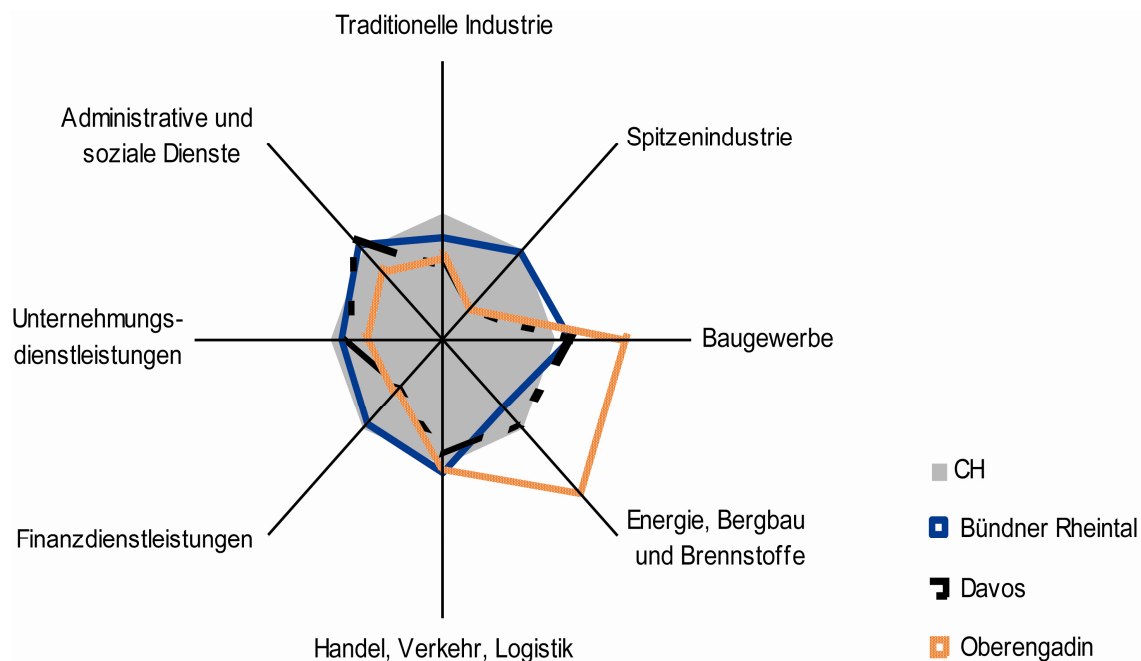 Traditionelle Industrie
Administrative und
soziale Dienste
Spitzenindustrie
Unternehmungs-
dienstleistungen
Baugewerbe
Finanzdienstleistungen
Energie, Bergbau
und Brennstoffe
Handel, Verkehr, Logistik
CH
Bündner Rheintal
Davos
Oberengadin